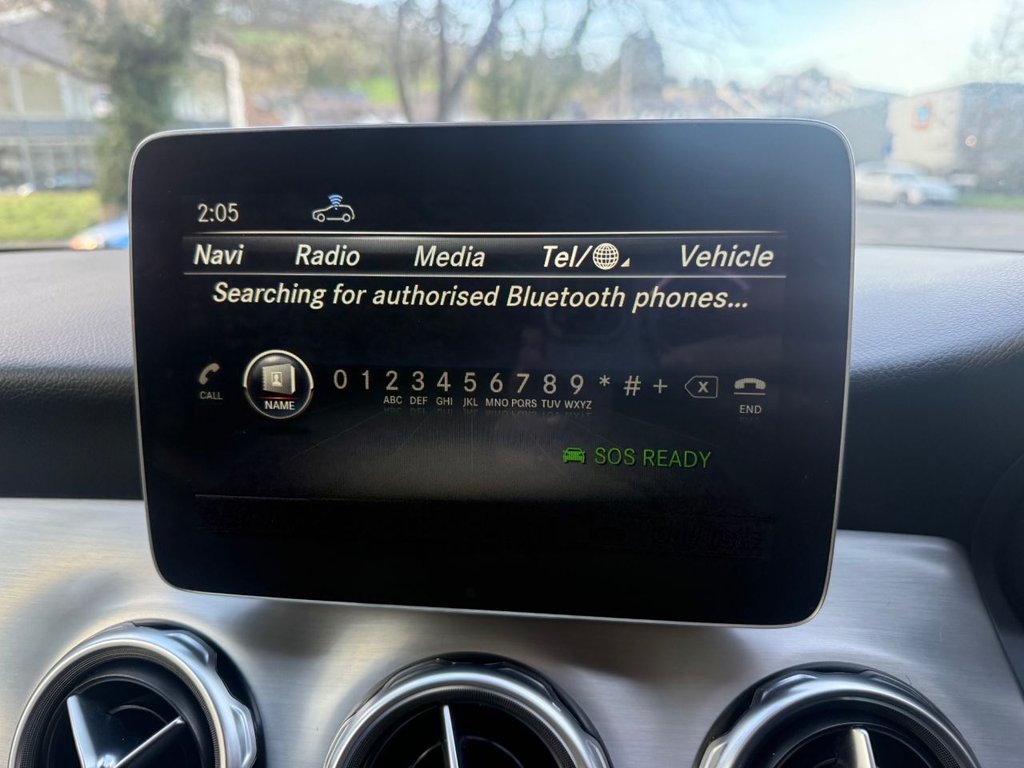 2:05
Navi Radio Media Tel/ Vehicle
Searching for authorised Bluetooth phones...
CALL NAME 0 1 2 3 4 5 6 7 8 9 * # + X END
ABC DEF GHI JKL MNO PQRS TUV WXYZ
SOS READY